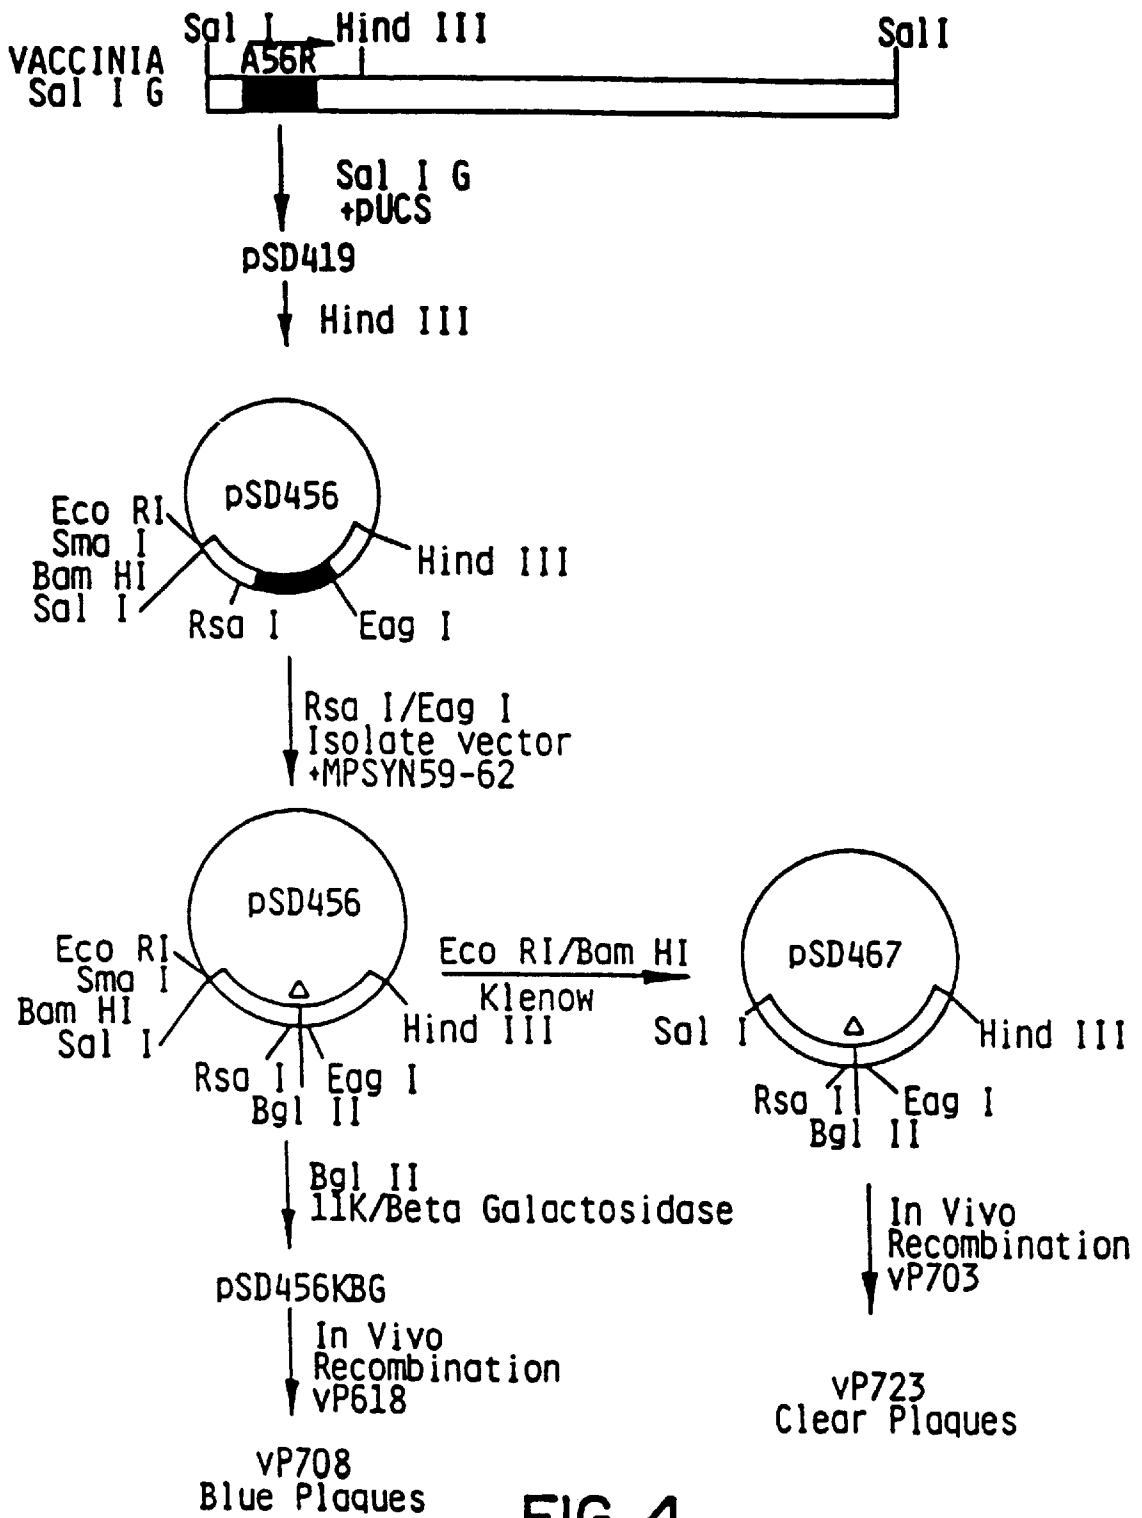 Sal I Hind III Sal I
A56R
VACCINIA
Sal I G
Sal I G
+pUCS
pSD419
Hind III
pSD456
Eco RI
Sma I
Bam HI
Sal I
Hind III
Rsa I
Eag I
Rsa I/Eag I
Isolate vector
+MPSYN59-62
pSD456
Eco RI
Sma I
Bam HI
Sal I
Hind III
Rsa I
Eag I
Bgl II
Eco RI/Bam HI
Klenow
pSD467
Sal I
Hind III
Rsa I
Eag I
Bgl II
Bgl II
11K/Beta Galactosidase
pSD456KBG
In Vivo
Recombination
vP618
vP708
Blue Plaques
In Vivo
Recombination
vP703
vP723
Clear Plaques
FIG. 4